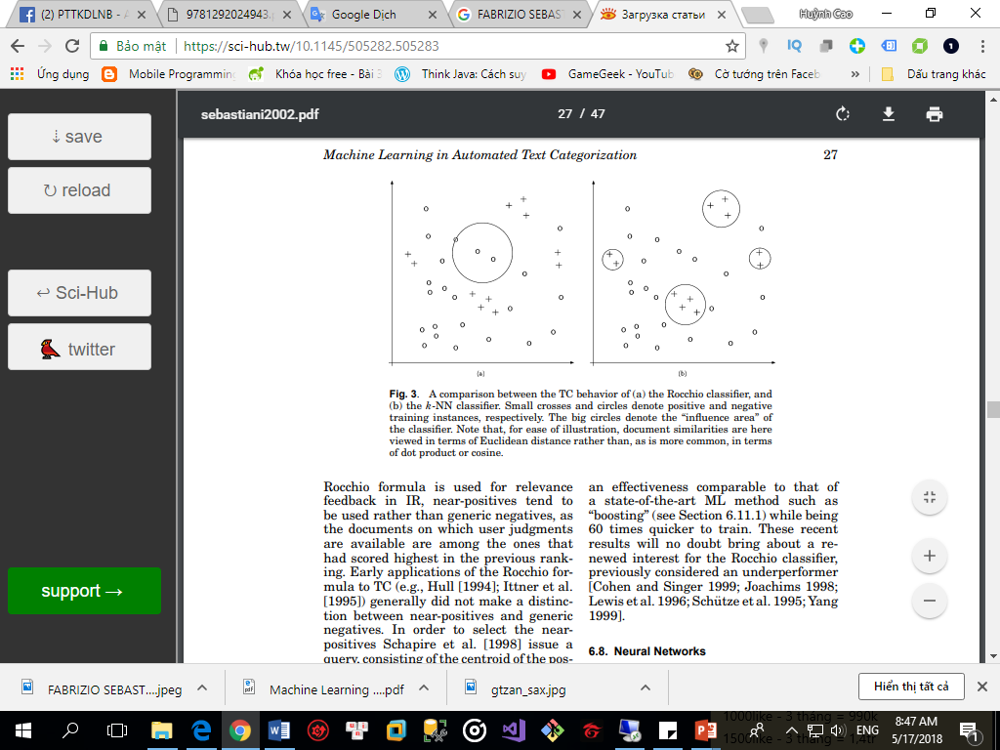 (2) PTTKDLNB - A
9781292024943.p
Google Dịch
FABRIZIO SEBAST
Загрузка статьи
Huỳnh Cao
Bảo mật
https://sci-hub.tw/10.1145/505282.505283
Ứng dụng
Mobile Programming
Khóa học free - Bài 3
Think Java: Cách suy
GameGeek - YouTub
Cờ tướng trên Faceb
»
Dấu trang khác
⇣ save
↻ reload
↩ Sci-Hub
twitter
support →
sebastiani2002.pdf
27 / 47
Machine Learning in Automated Text Categorization
27
(a)
(b)
Fig. 3. A comparison between the TC behavior of (a) the Rocchio classifier, and
(b) the k-NN classifier. Small crosses and circles denote positive and negative
training instances, respectively. The big circles denote the “influence area” of
the classifier. Note that, for ease of illustration, document similarities are here
viewed in terms of Euclidean distance rather than, as is more common, in terms
of dot product or cosine.
Rocchio formula is used for relevance
feedback in IR, near-positives tend to
be used rather than generic negatives, as
the documents on which user judgments
are available are among the ones that
had scored highest in the previous rank-
ing. Early applications of the Rocchio for-
mula to TC (e.g., Hull [1994]; Ittner et al.
[1995]) generally did not make a distinc-
tion between near-positives and generic
negatives. In order to select the near-
positives Schapire et al. [1998] issue a
query, consisting of the centroid of the pos-
an effectiveness comparable to that of
a state-of-the-art ML method such as
“boosting” (see Section 6.11.1) while being
60 times quicker to train. These recent
results will no doubt bring about a re-
newed interest for the Rocchio classifier,
previously considered an underperformer
[Cohen and Singer 1999; Joachims 1998;
Lewis et al. 1996; Schütze et al. 1995; Yang
1999].
6.8. Neural Networks
FABRIZIO SEBAST....jpeg
Machine Learning ....pdf
gtzan_sax.jpg
Hiển thị tất cả
1000like - 3 tháng = 990k
1500like - 3 tháng = 1,4tr
ENG
8:47 AM
5/17/2018
1